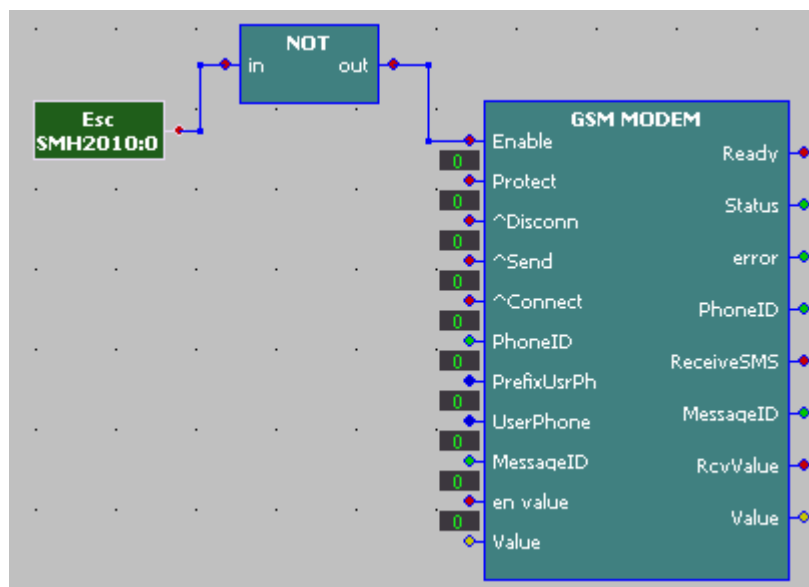 NOT
in out
Esc
SMH2010:0
GSM MODEM
Enable
Ready
0
Protect
Status
0
^Disconn
0
error
^Send
0
^Connect
PhoneID
0
PhoneID
ReceiveSMS
0
PrefixUsrPh
0
UserPhone
MessageID
0
MessageID
RcvValue
0
en value
Value
0
Value